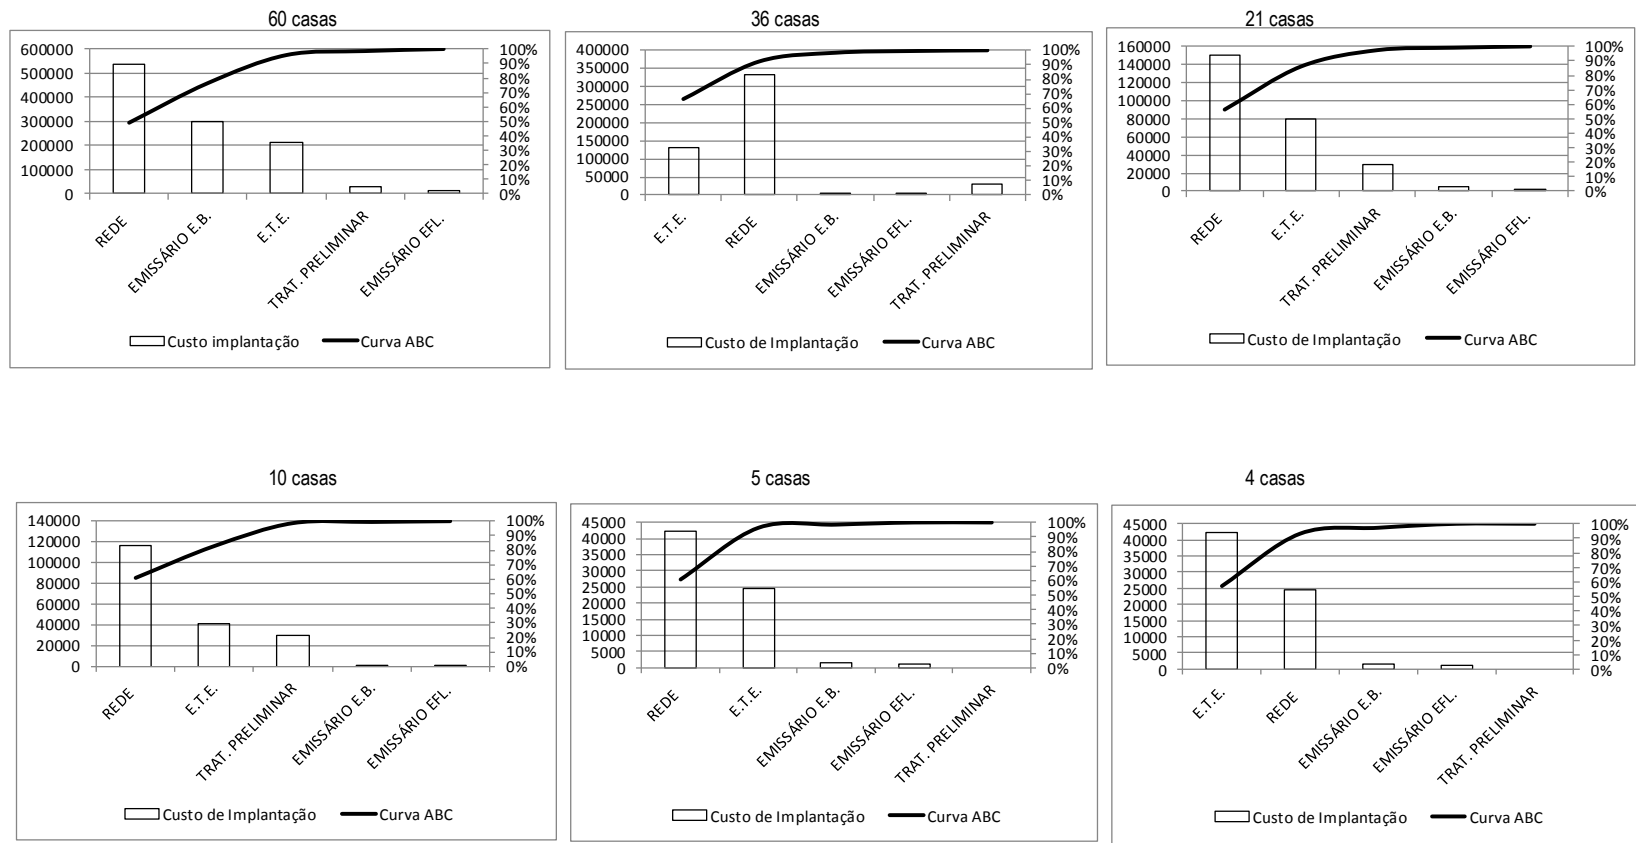 60 casas
600000
500000
400000
300000
200000
100000
0
100%
90%
80%
70%
60%
50%
40%
30%
20%
10%
0%
REDE
EMISSÁRIO E.B.
E.T.E.
TRAT. PRELIMINAR
EMISSÁRIO EFL.
Custo implantação
Curva ABC
36 casas
400000
350000
300000
250000
200000
150000
100000
50000
0
100%
90%
80%
70%
60%
50%
40%
30%
20%
10%
0%
E.T.E.
REDE
EMISSÁRIO E.B.
EMISSÁRIO EFL.
TRAT. PRELIMINAR
Custo de Implantação
Curva ABC
21 casas
160000
140000
120000
100000
80000
60000
40000
20000
0
100%
90%
80%
70%
60%
50%
40%
30%
20%
10%
0%
REDE
E.T.E.
TRAT. PRELIMINAR
EMISSÁRIO E.B.
EMISSÁRIO EFL.
Custo de Implantação
Curva ABC
10 casas
140000
120000
100000
80000
60000
40000
20000
0
100%
90%
80%
70%
60%
50%
40%
30%
20%
10%
0%
REDE
E.T.E.
TRAT. PRELIMINAR
EMISSÁRIO E.B.
EMISSÁRIO EFL.
Custo de Implantação
Curva ABC
5 casas
45000
40000
35000
30000
25000
20000
15000
10000
5000
0
100%
90%
80%
70%
60%
50%
40%
30%
20%
10%
0%
REDE
E.T.E.
EMISSÁRIO E.B.
EMISSÁRIO EFL.
TRAT. PRELIMINAR
Custo de Implantação
Curva ABC
4 casas
45000
40000
35000
30000
25000
20000
15000
10000
5000
0
100%
90%
80%
70%
60%
50%
40%
30%
20%
10%
0%
E.T.E.
REDE
EMISSÁRIO E.B.
EMISSÁRIO EFL.
TRAT. PRELIMINAR
Custo de Implantação
Curva ABC